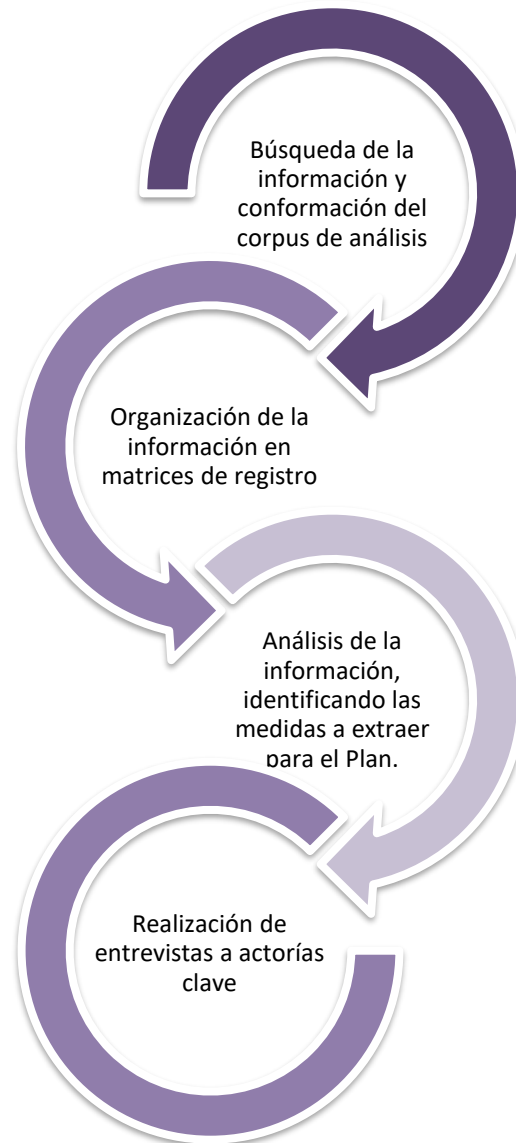 Búsqueda de la
información y
conformación del
corpus de análisis
Organización de la
información en
matrices de registro
Análisis de la
información,
identificando las
medidas a extraer
para el Plan.
Realización de
entrevistas a actorías
clave